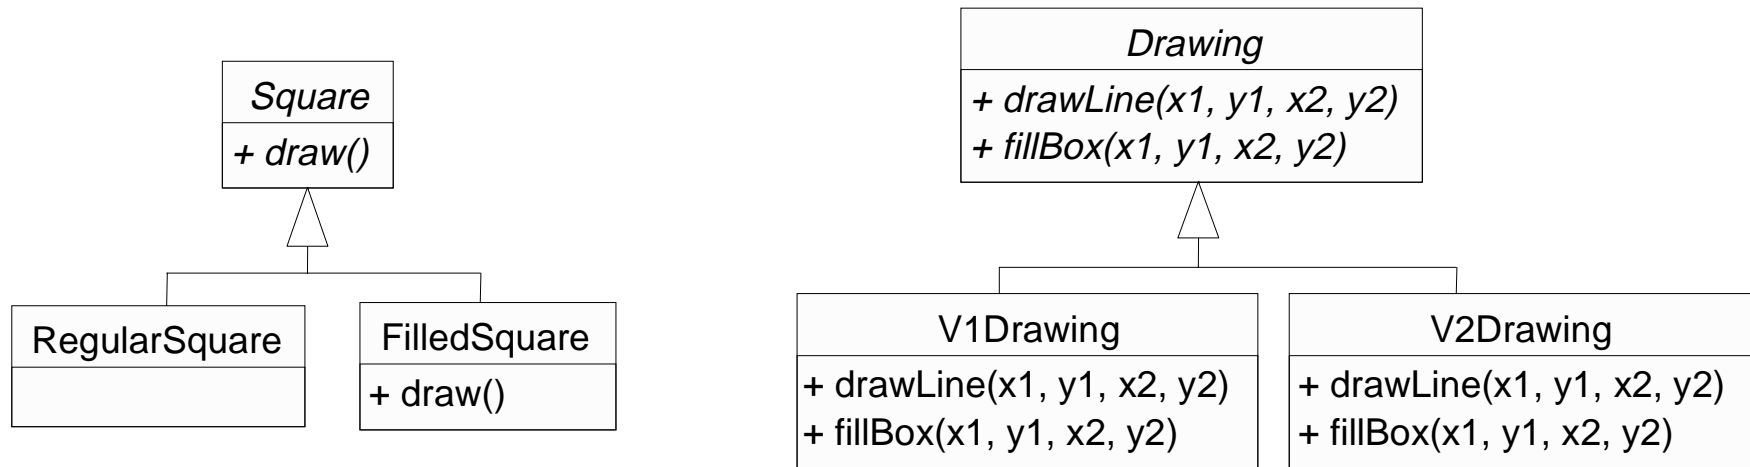 Square
+ draw()
RegularSquare
FilledSquare
+ draw()
Drawing
+ drawLine(x1, y1, x2, y2)
+ fillBox(x1, y1, x2, y2)
V1Drawing
+ drawLine(x1, y1, x2, y2)
+ fillBox(x1, y1, x2, y2)
V2Drawing
+ drawLine(x1, y1, x2, y2)
+ fillBox(x1, y1, x2, y2)